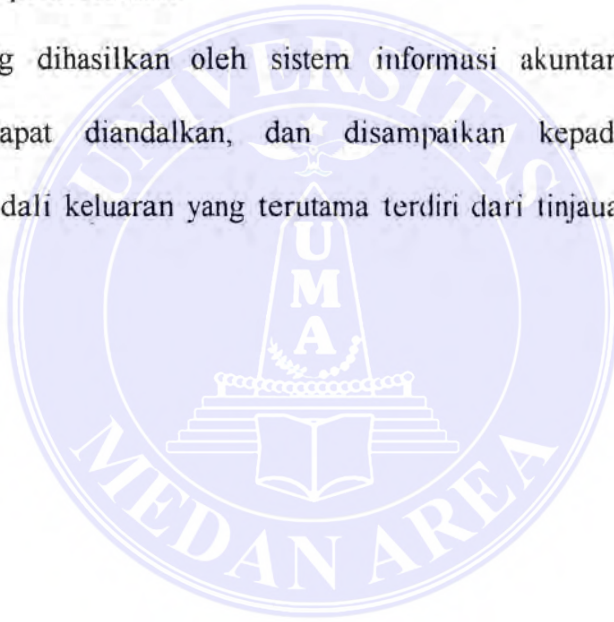 g dihasilkan oleh sistem informasi akuntan
apat diandalkan, dan disampaikan kepad
dali keluaran yang terutama terdiri dari tinjaua
UNIVERSITAS
UMA
MEDAN AREA